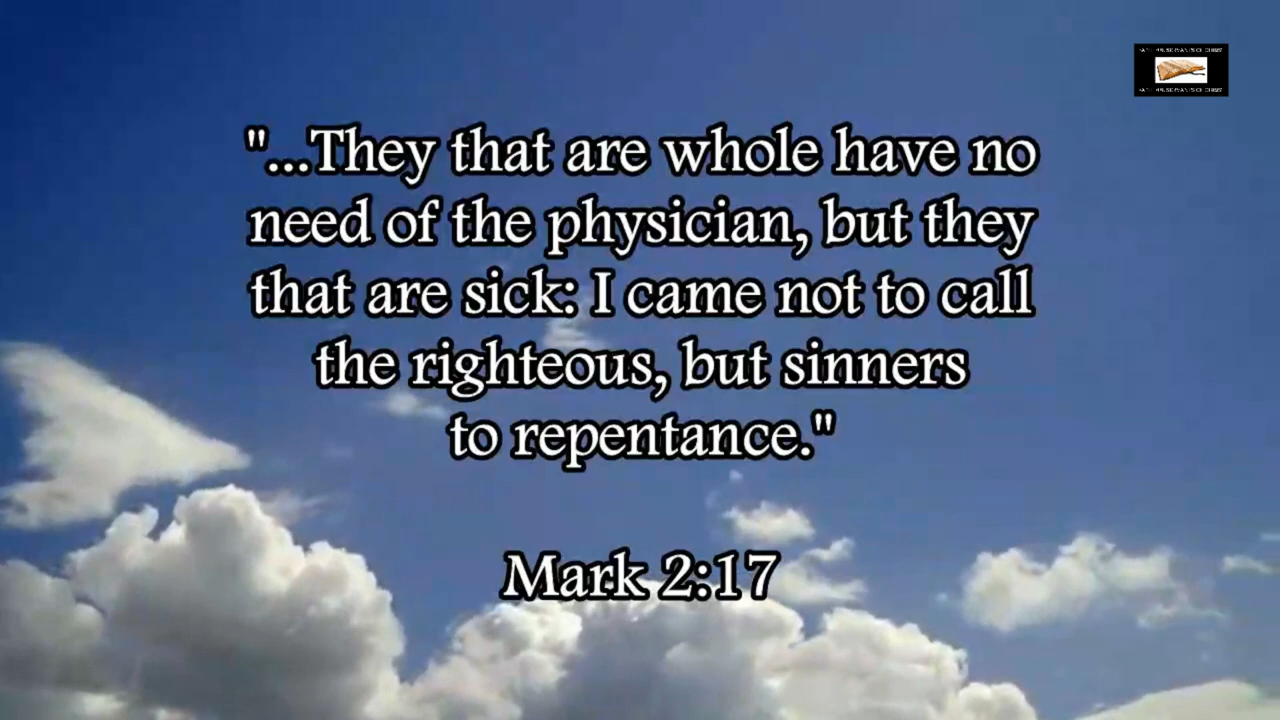 "...They that are whole have no
need of the physician, but they
that are sick: I came not to call
the righteous, but sinners
to repentance."
Mark 2:17